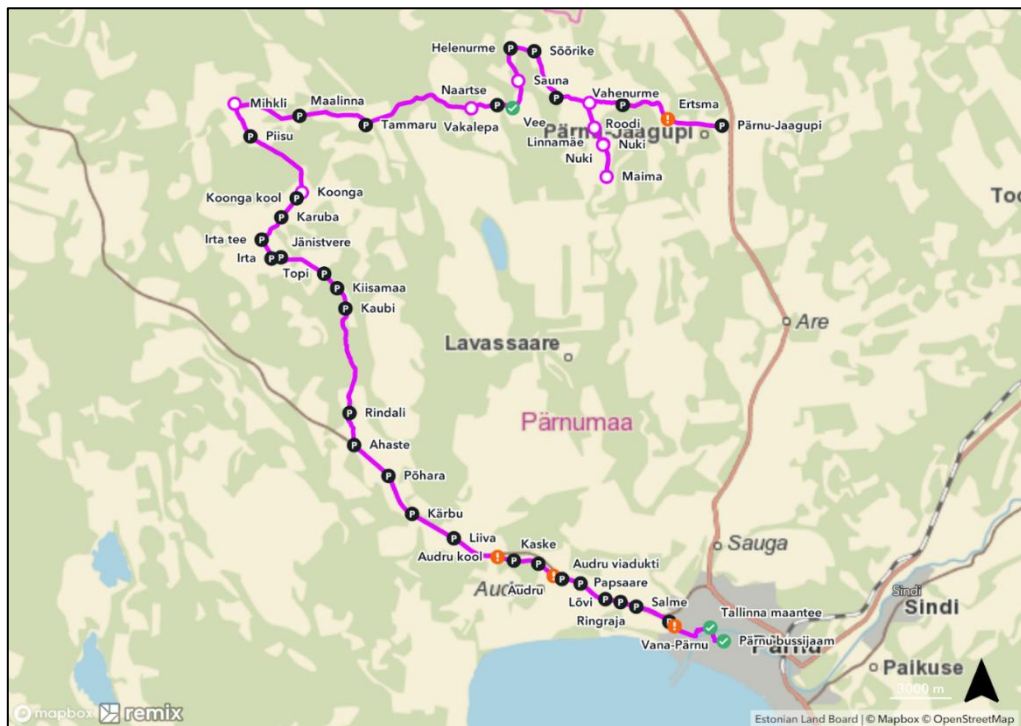 Helenurme
Sõõrike
Sauna
Mihkli
Maalinna
Naartse
Vahenurme
Ertsma
Piisu
Tammaru
Vakalepa
Vee
Roodi
Pärnu-Jaagupi
Pärnu-Jaagupi
Linnamäe
Nuki
Nuki
Maima
Koonga
Koonga kool
Karuba
Irta tee
Jänistvere
Irta
Topi
Kiisamaa
Kaubi
Are
Lavassaare
Pärnumaa
Rindali
Ahaste
Põhara
Kärbu
Liiva
Kaske
Audru kool
Audru viadukti
Audru
Papsaare
Lõvi
Salme
Ringraja
Tallinna maantee
Vana-Pärnu
Pärnu bussijaam
Sauga
Sindi
Sindi
Paikuse
3000 m
mapbox remix
Estonian Land Board | © Mapbox © OpenStreetMap